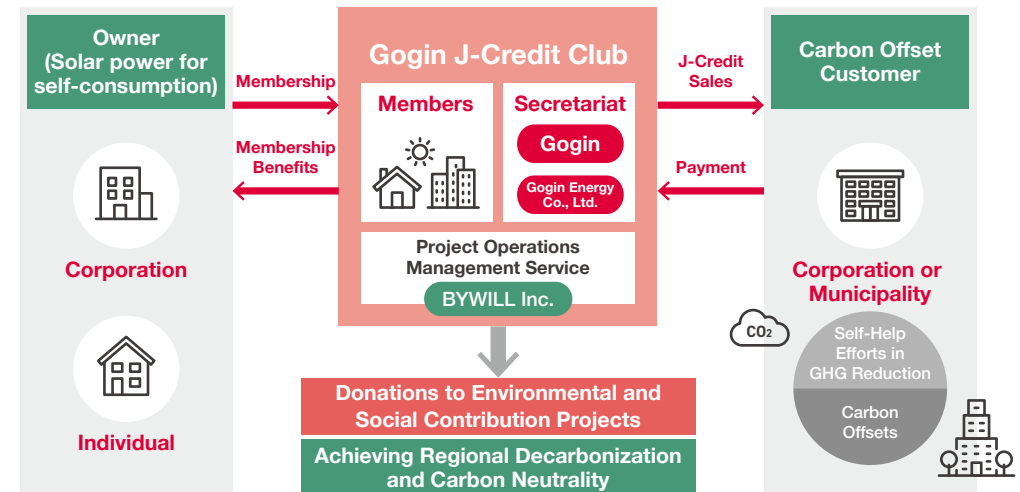 Owner
(Solar power for
self-consumption)
Corporation
Individual
Membership
Membership
Benefits
Gogin J-Credit Club
Members
Secretariat
Gogin
Gogin Energy
Co., Ltd.
Project Operations
Management Service
BYWILL Inc.
Donations to Environmental and
Social Contribution Projects
Achieving Regional Decarbonization
and Carbon Neutrality
J-Credit
Sales
Payment
Carbon Offset
Customer
Corporation or
Municipality
CO₂
Self-Help
Efforts in
GHG Reduction
Carbon
Offsets